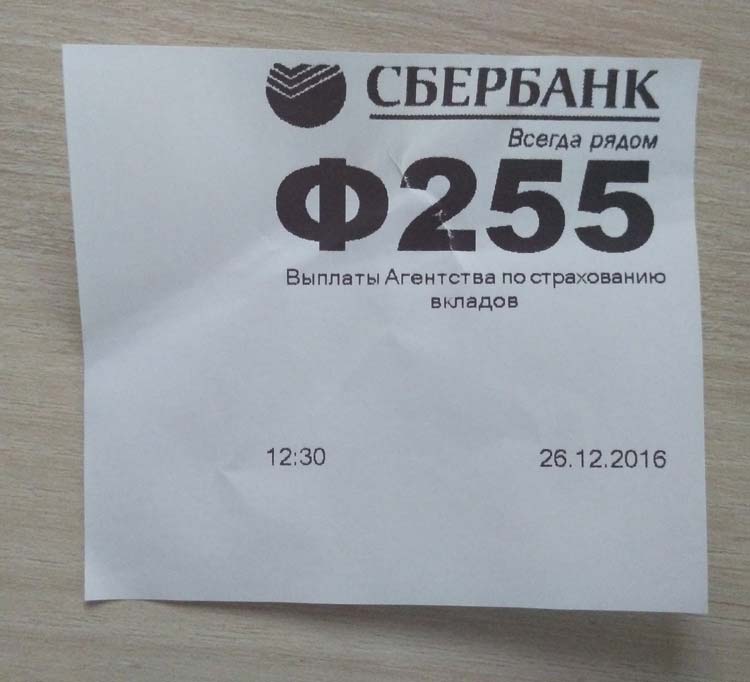 СБЕРБАНК
Всегда рядом
Ф255
Выплаты Агентства по страхованию
вкладов
12:30 26.12.2016